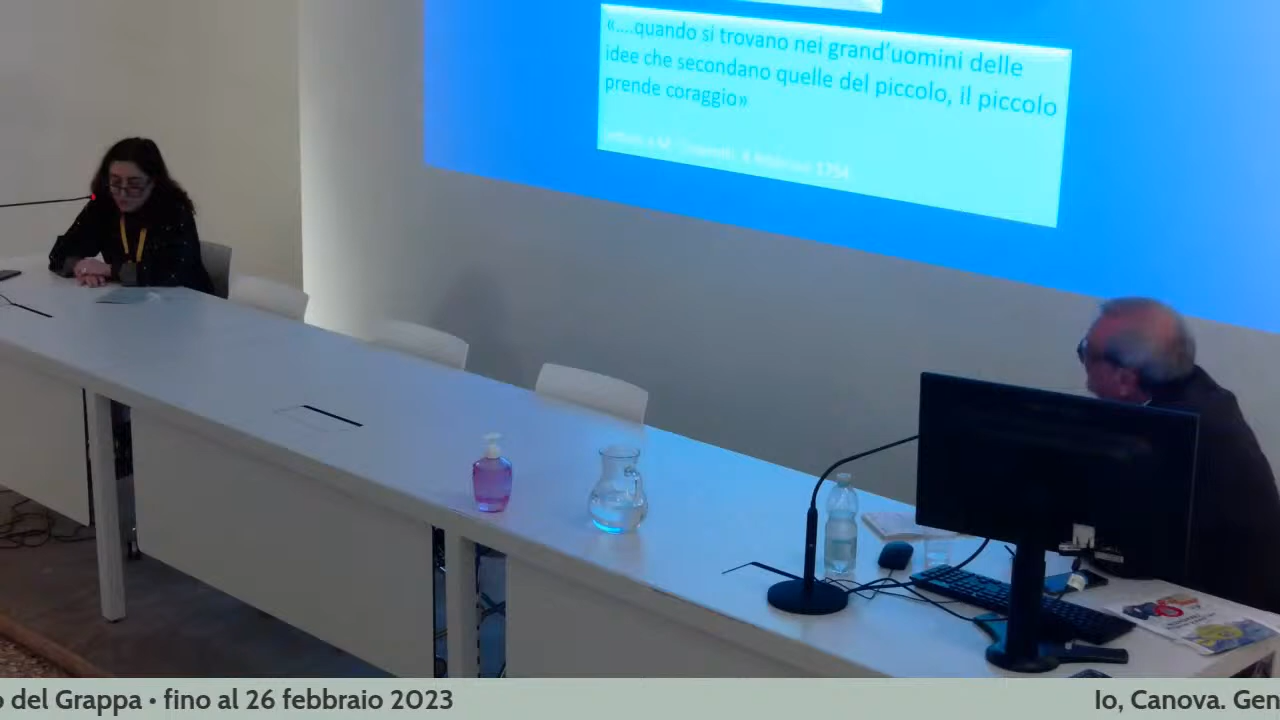 «....quando si trovano nei grand'uomini delle
idee che secondano quelle del piccolo, il piccolo
prende coraggio»
1754
o del Grappa • fino al 26 febbraio 2023
Io, Canova. Gen